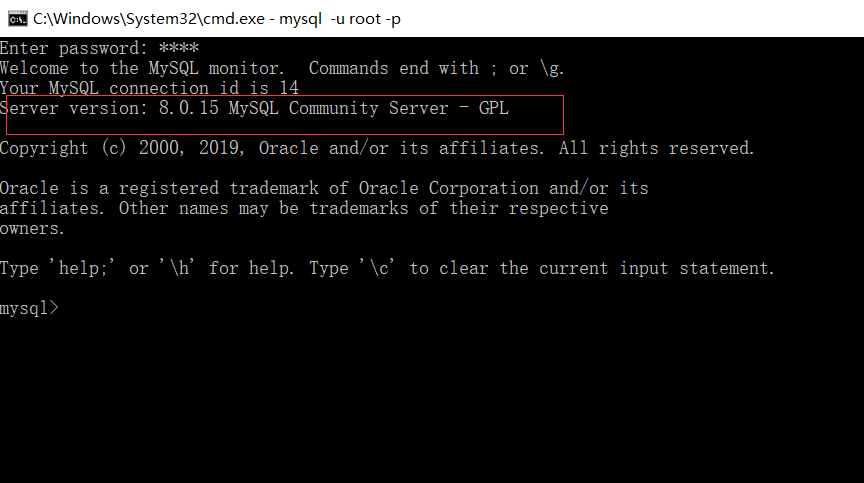 C:\Windows\System32\cmd.exe - mysql  -u root -p
Enter password: ****
Welcome to the MySQL monitor.  Commands end with ; or \g.
Your MySQL connection id is 14
Server version: 8.0.15 MySQL Community Server - GPL
Copyright (c) 2000, 2019, Oracle and/or its affiliates. All rights reserved.
Oracle is a registered trademark of Oracle Corporation and/or its
affiliates. Other names may be trademarks of their respective
owners.
Type 'help;' or '\h' for help. Type '\c' to clear the current input statement.
mysql>